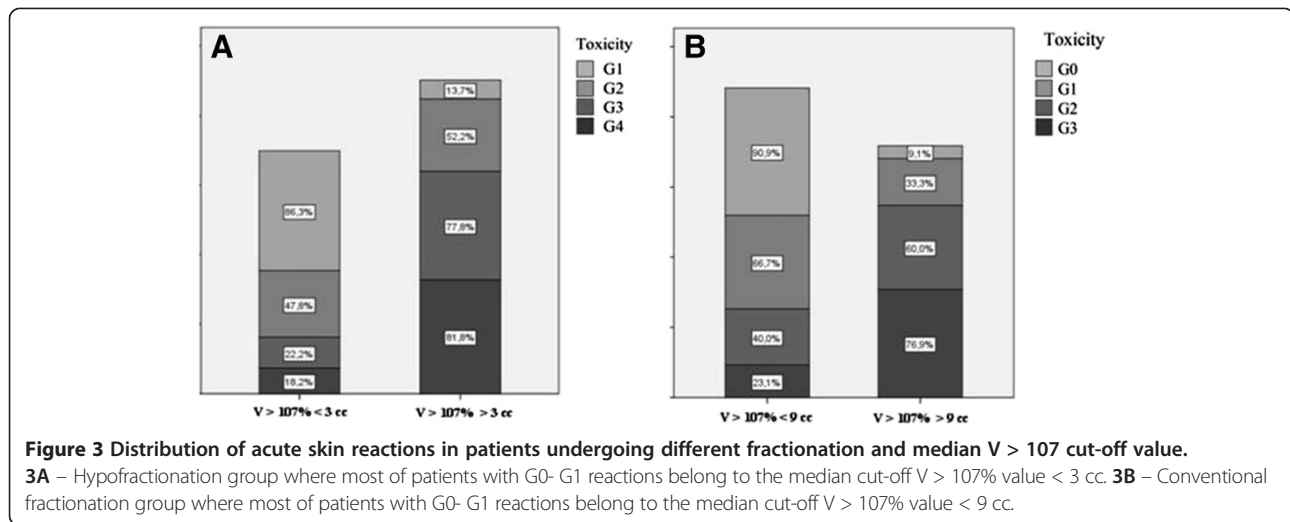 A
Toxicity
G1
G2
G3
G4
86,3%
47,8%
22,2%
18,2%
13,7%
52,2%
77,8%
81,8%
V > 107% < 3 cc
V > 107% > 3 cc
B
Toxicity
G0
G1
G2
G3
90,9%
66,7%
40,0%
23,1%
9,1%
33,3%
60,0%
76,9%
V > 107% < 9 cc
V > 107% > 9 cc
Figure 3 Distribution of acute skin reactions in patients undergoing different fractionation and median V > 107 cut-off value.
3A – Hypofractionation group where most of patients with G0- G1 reactions belong to the median cut-off V > 107% value < 3 cc. 3B – Conventional
fractionation group where most of patients with G0- G1 reactions belong to the median cut-off V > 107% value < 9 cc.